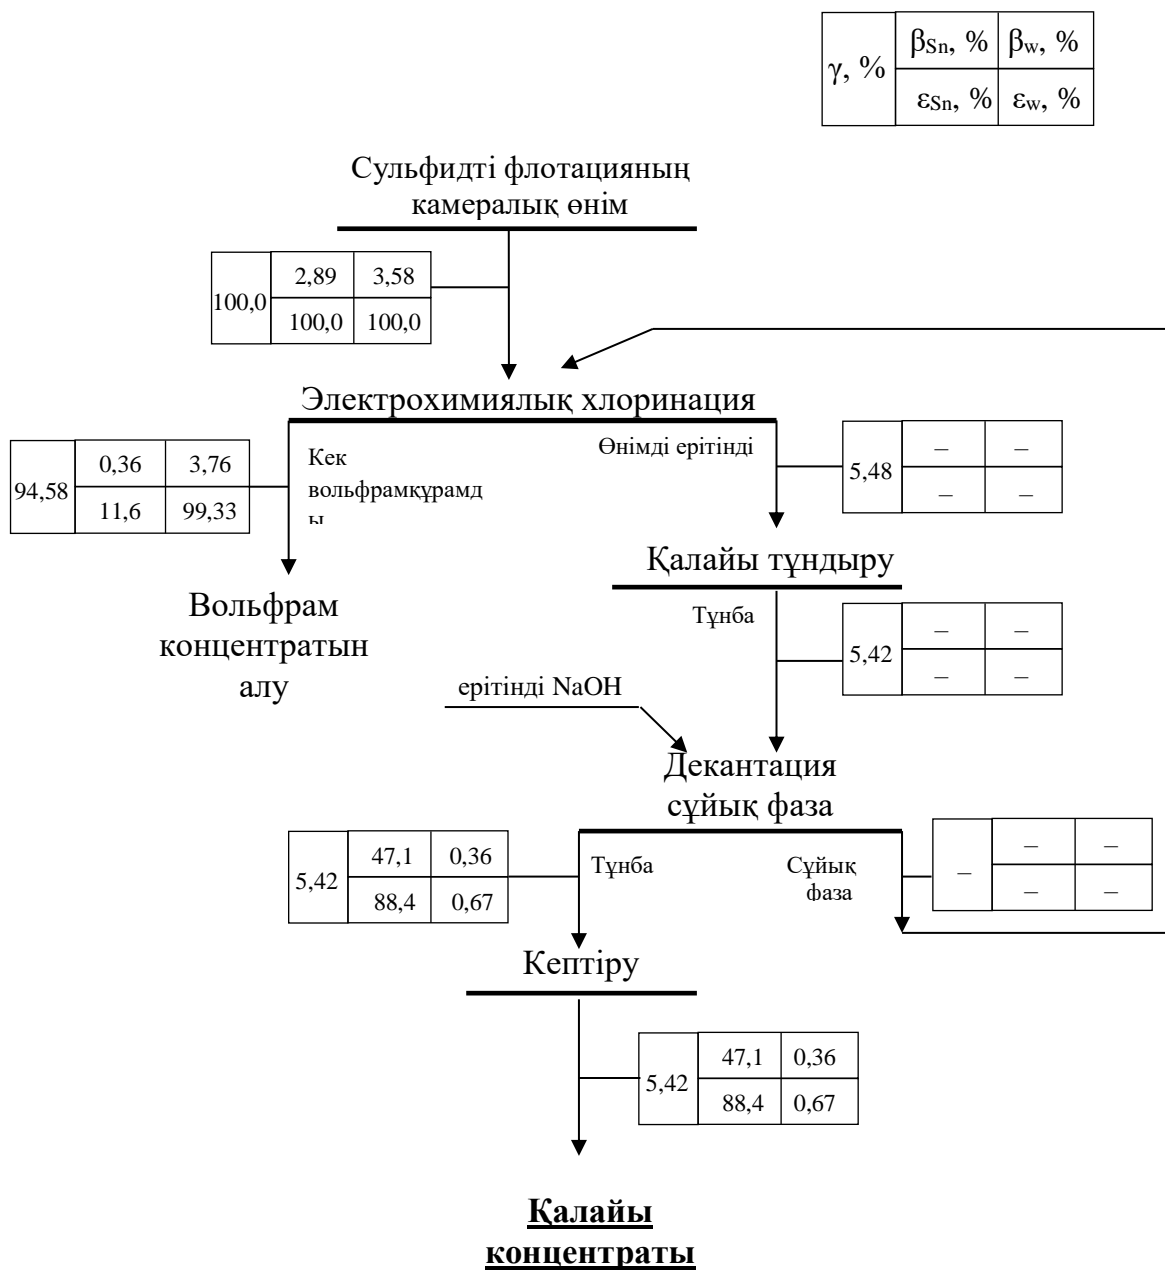 γ, %
βSn, % βw, %
εSn, % εw, %
Сульфидті флотацияның
камералық өнім
100,0
2,89 3,58
100,0 100,0
Электрохимиялық хлоринация
94,58
0,36 3,76
11,6 99,33
Кек
вольфрамқұрамд
ы
Өнімді ерітінді
5,48
– –
– –
Қалайы тұндыру
Вольфрам
концентратын
алу
Тұнба
5,42
– –
– –
ерітінді NaOH
Декантация
сұйық фаза
5,42
47,1 0,36
88,4 0,67
Тұнба
Сұйық
фаза
–
– –
– –
Кептіру
5,42
47,1 0,36
88,4 0,67
Қалайы
концентраты